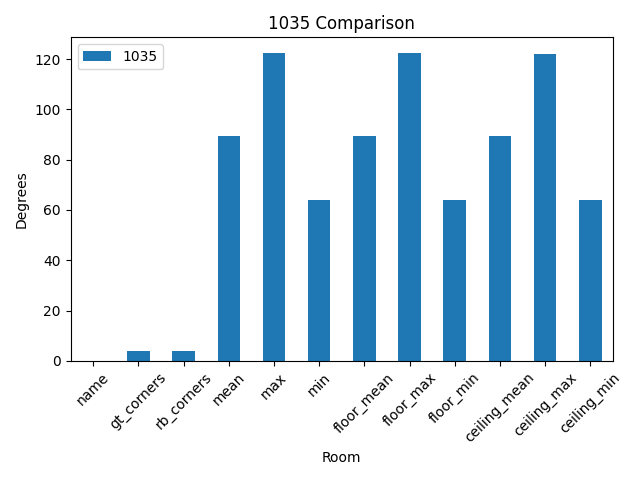 1035 Comparison
1035
Degrees
120
100
80
60
40
20
0
name
gt_corners
rb_corners
mean
max
min
floor_mean
floor_max
floor_min
ceiling_mean
ceiling_max
ceiling_min
Room